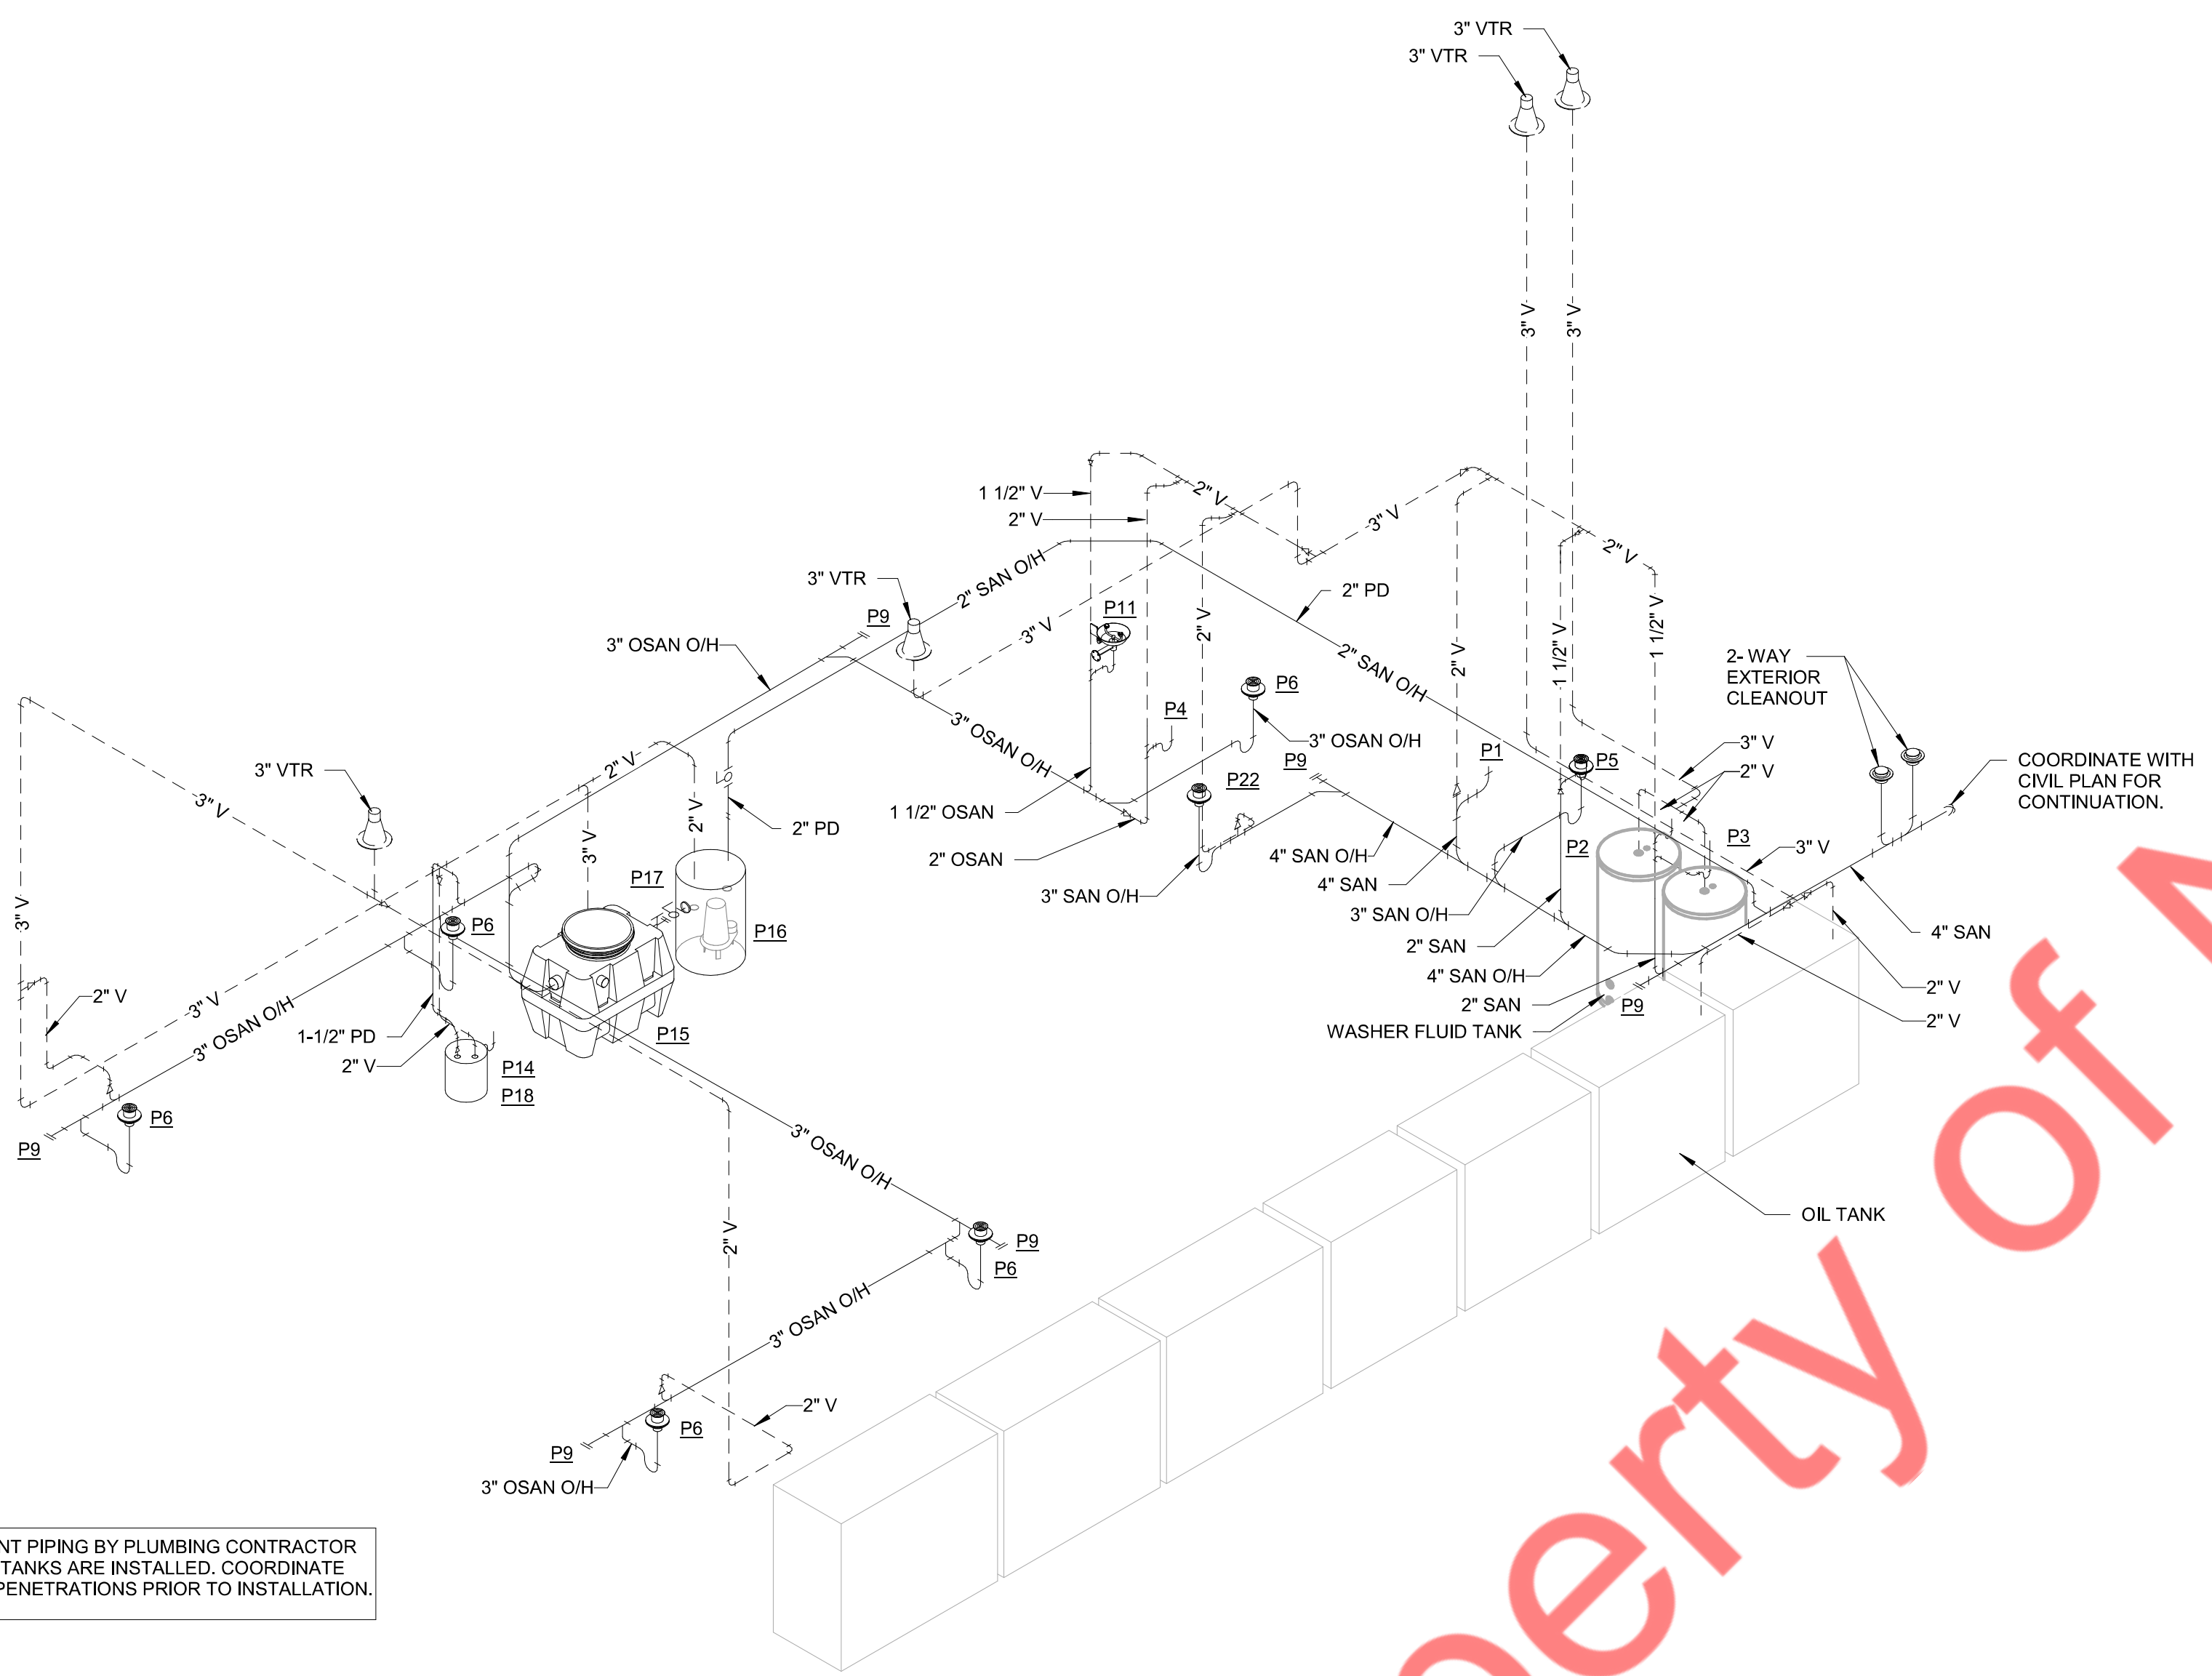 3" VTR
3" VTR
3" V
3" V
1 1/2" V
2" V
2" V
3" V
2" V
2" SAN O/H
3" VTR
P9
3" V
P11
2" V
2" PD
3" OSAN O/H
2" SAN O/H
2" V
1 1/2" V
1 1/2" V
2- WAY
EXTERIOR
CLEANOUT
P6
P4
3" OSAN O/H
3" OSAN O/H
P9
P1
P5
3" V
2" V
COORDINATE WITH
CIVIL PLAN FOR
CONTINUATION.
3" VTR
3" V
2" V
P22
1 1/2" OSAN
2" PD
2" V
3" V
2" OSAN
4" SAN O/H
P2
P3
3" V
4" SAN
3" SAN O/H
3" SAN O/H
P17
P16
P6
3" V
2" SAN
4" SAN
4" SAN O/H
2" V
2" SAN
P9
2" V
WASHER FLUID TANK
2" V
3" V
3" OSAN O/H
1-1/2" PD
2" V
P15
P14
P18
P6
P9
3" OSAN O/H
OIL TANK
2" V
P9
P6
3" OSAN O/H
2" V
P6
P9
3" OSAN O/H
NT PIPING BY PLUMBING CONTRACTOR
TANKS ARE INSTALLED. COORDINATE
PENETRATIONS PRIOR TO INSTALLATION.
perty of